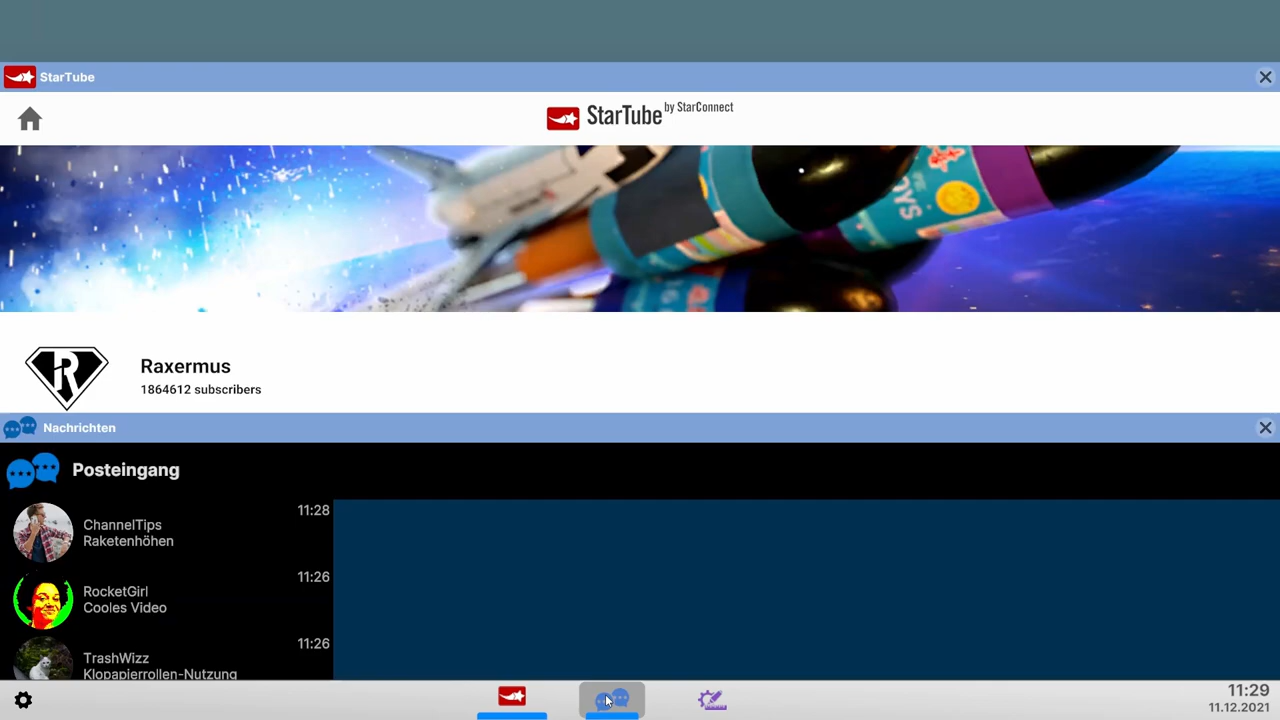 StarTube
StarTube by StarConnect
Raxermus
1864612 subscribers
Nachrichten
Posteingang
11:28
ChannelTips
Raketenhöhen
11:26
RocketGirl
Cooles Video
11:26
TrashWizz
Klopapierrollen-Nutzung
11:29
11.12.2021